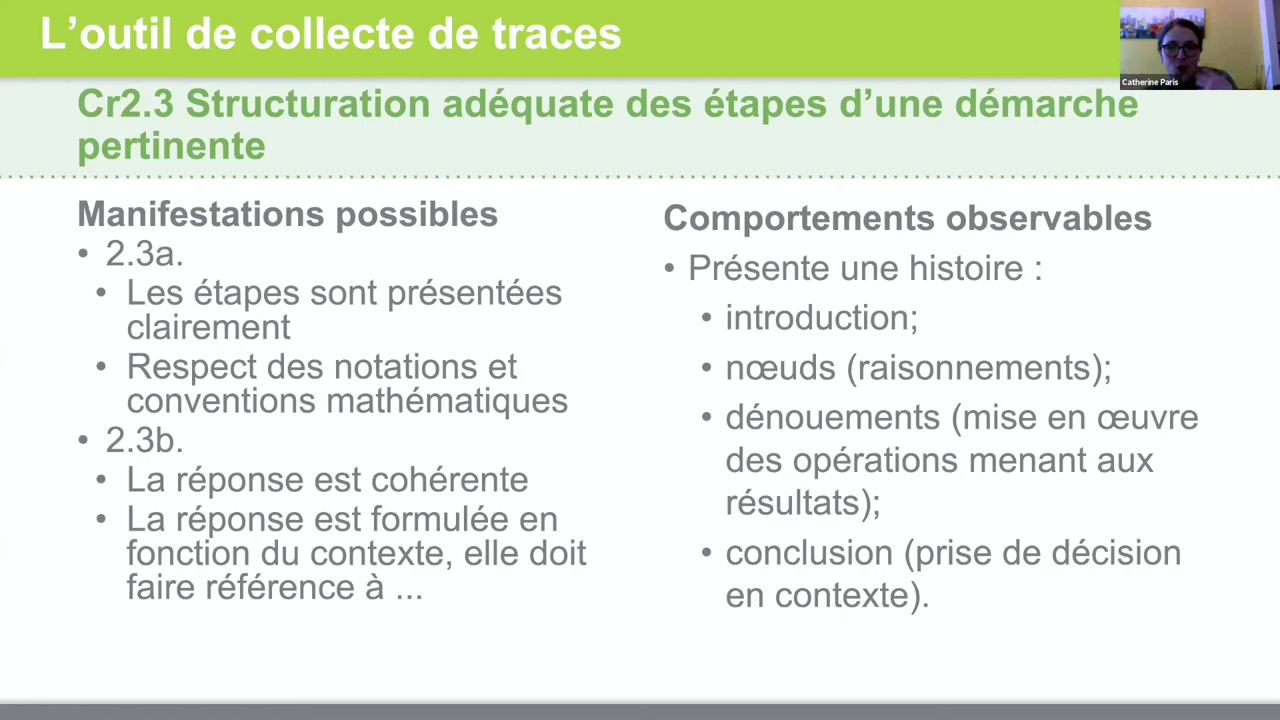 L’outil de collecte de traces
Catherine Paris
Cr2.3 Structuration adéquate des étapes d’une démarche
pertinente
Manifestations possibles
• 2.3a.
• Les étapes sont présentées
clairement
• Respect des notations et
conventions mathématiques
• 2.3b.
• La réponse est cohérente
• La réponse est formulée en
fonction du contexte, elle doit
faire référence à ...
Comportements observables
• Présente une histoire :
• introduction;
• nœuds (raisonnements);
• dénouements (mise en œuvre
des opérations menant aux
résultats);
• conclusion (prise de décision
en contexte).